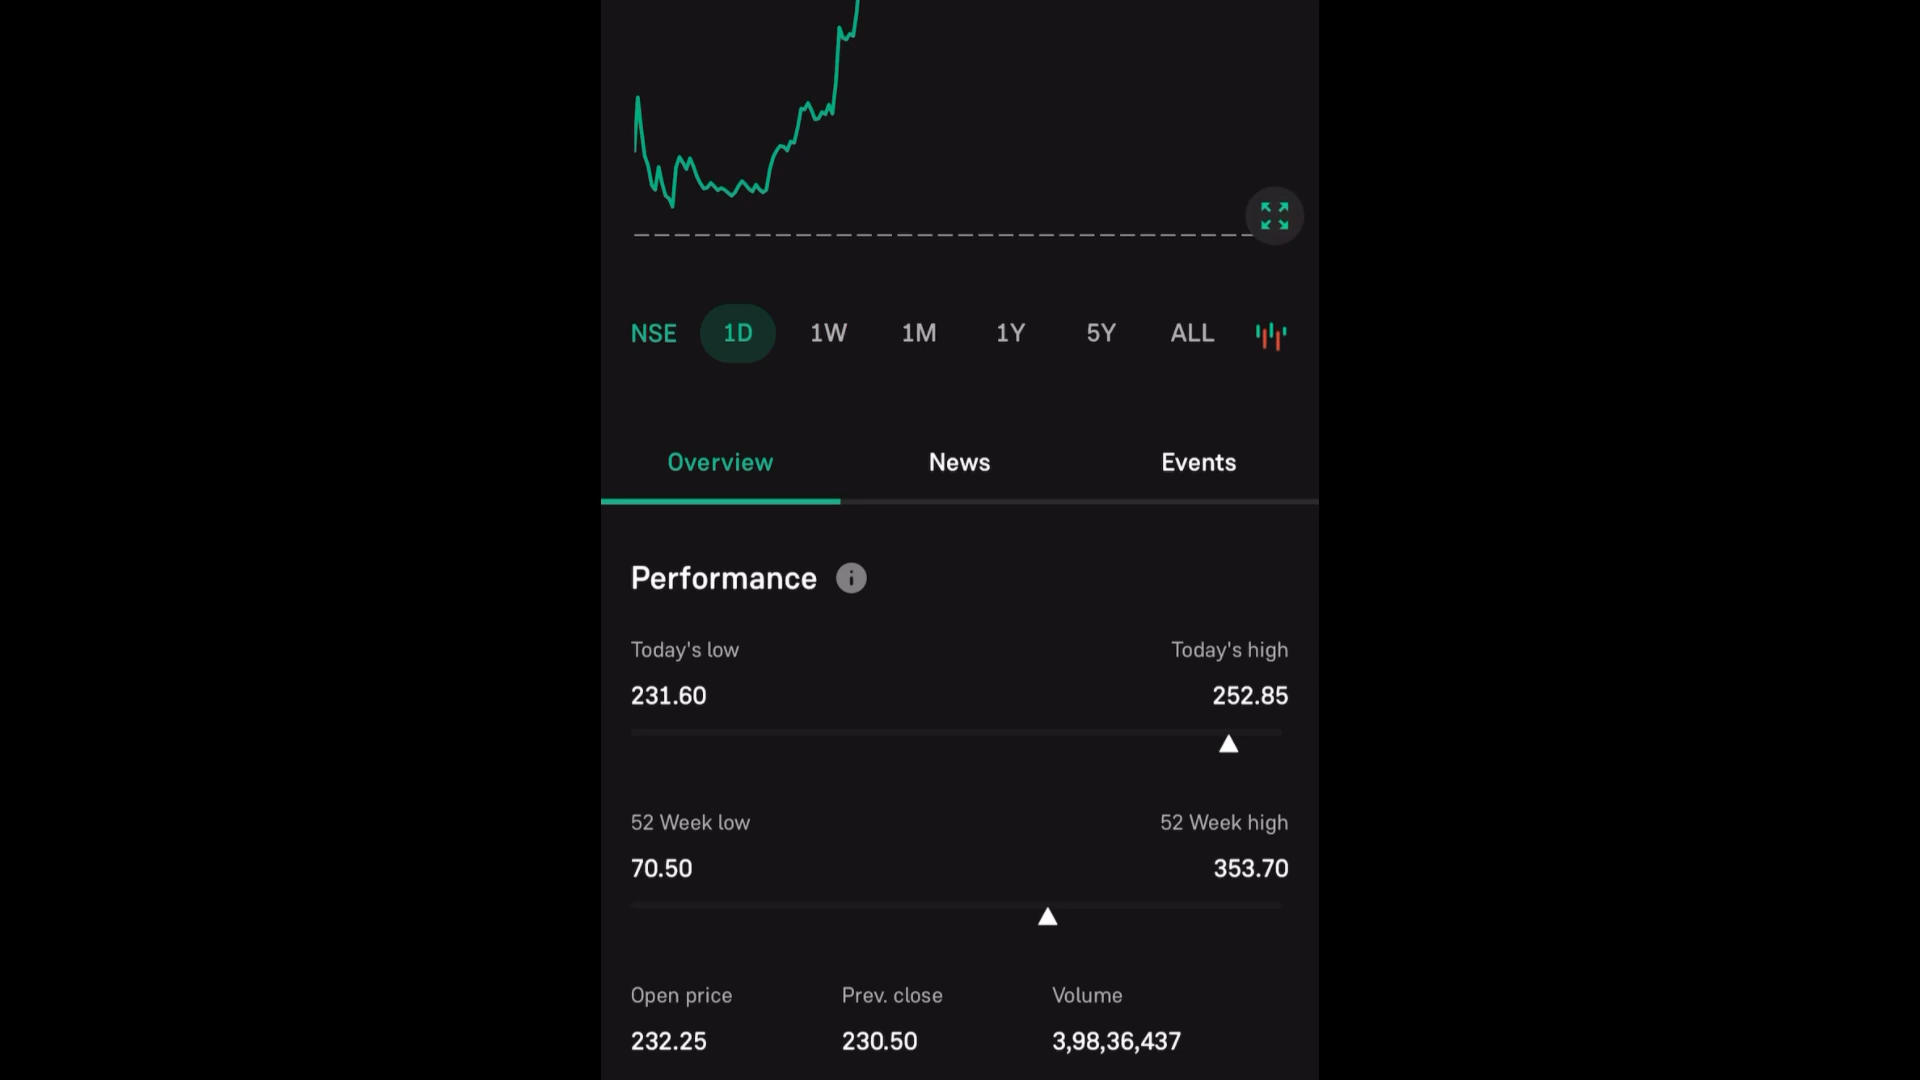 NSE 1D 1W 1M 1Y 5Y ALL
Overview News Events
Performance
Today's low Today's high
231.60 252.85
52 Week low 52 Week high
70.50 353.70
Open price Prev. close Volume
232.25 230.50 3,98,36,437